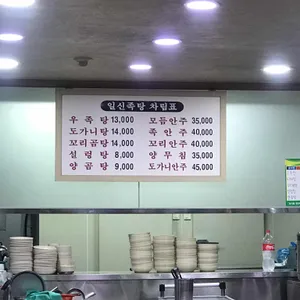 일신족탕 차림표
우족탕 13,000 모듬안주 35,000
도가니탕 14,000 족안주 40,000
꼬리곰탕 14,000 꼬리안주 40,000
설렁탕 8,000 양무침 35,000
양곰탕 9,000 도가니안주 45,000